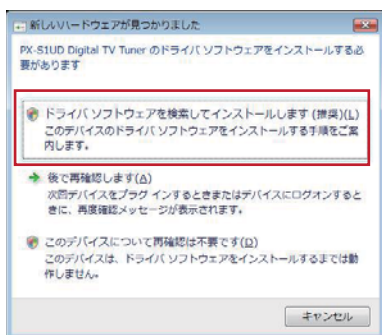 新しいハードウェアが見つかりました
PX-S1UD Digital TV Tuner のドライバ ソフトウェアをインストールする必
要があります
ドライバ ソフトウェアを検索してインストールします (推奨)(L)
このデバイスのドライバ ソフトウェアをインストールする手順をご案
内します。
後で再確認します(A)
次回デバイスをプラグ インするときまたはデバイスにログオンすると
きに、再度確認メッセージが表示されます。
このデバイスについて再確認は不要です(D)
このデバイスは、ドライバ ソフトウェアをインストールするまでは動
作しません。
キャンセル